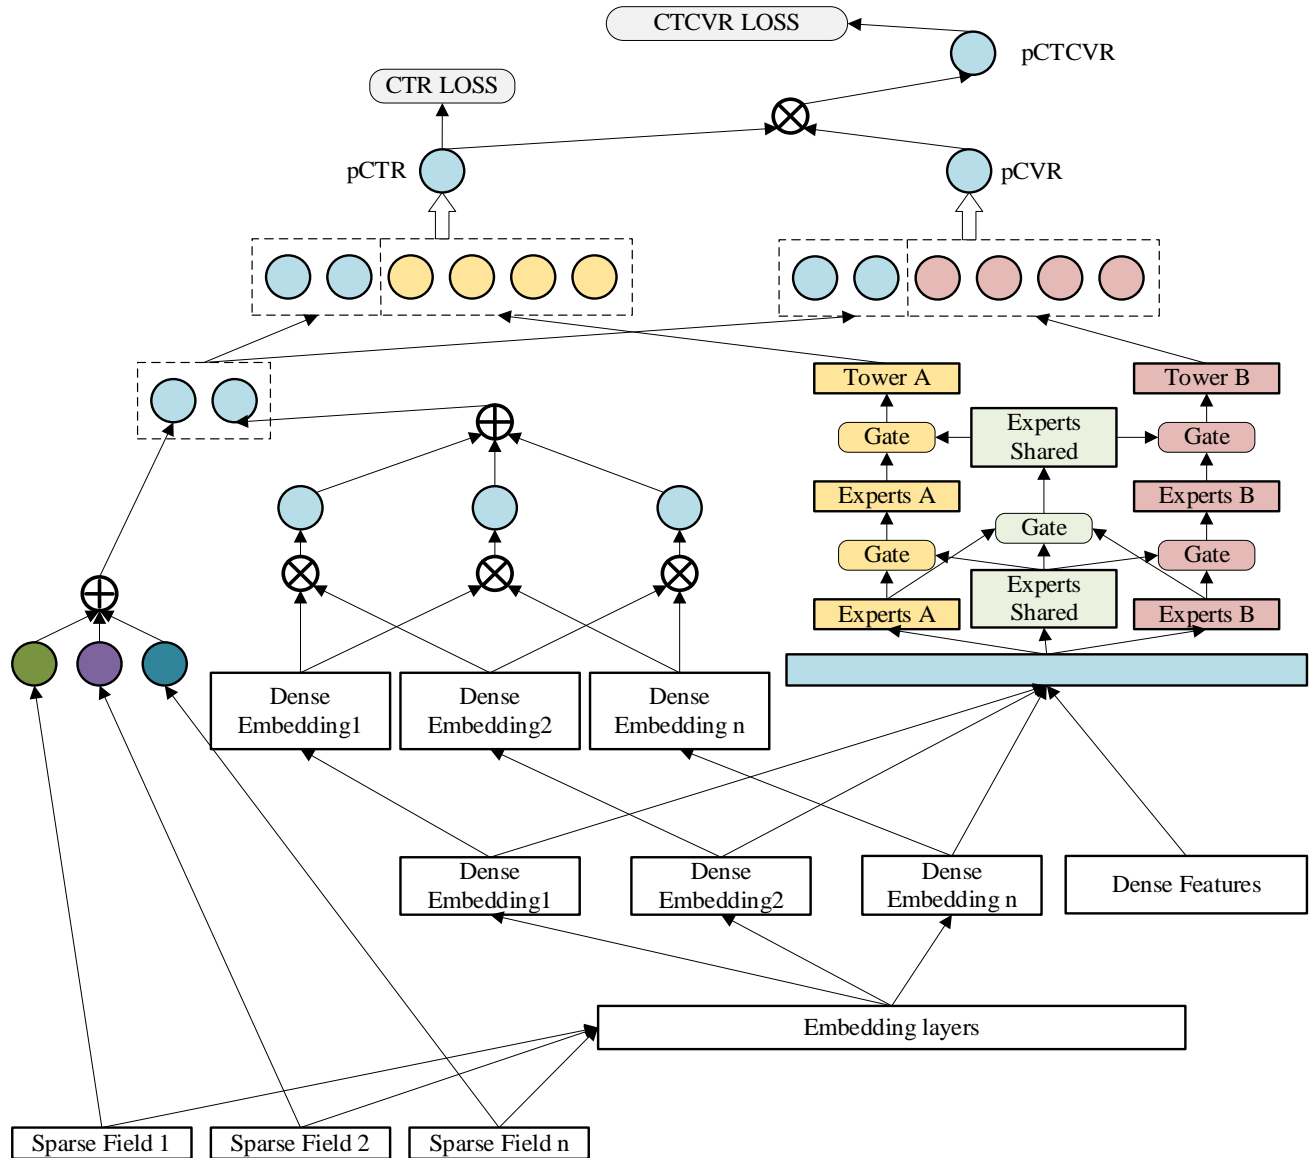 CTCVR LOSS
pCTCVR
CTR LOSS
pCTR
pCVR
Tower A
Tower B
Gate
Experts
Shared
Gate
Experts A
Experts B
Gate
Gate
Gate
Experts A
Experts
Shared
Experts B
Dense
Embedding1
Dense
Embedding2
Dense
Embedding n
Dense
Embedding1
Dense
Embedding2
Dense
Embedding n
Dense Features
Embedding layers
Sparse Field 1
Sparse Field 2
Sparse Field n